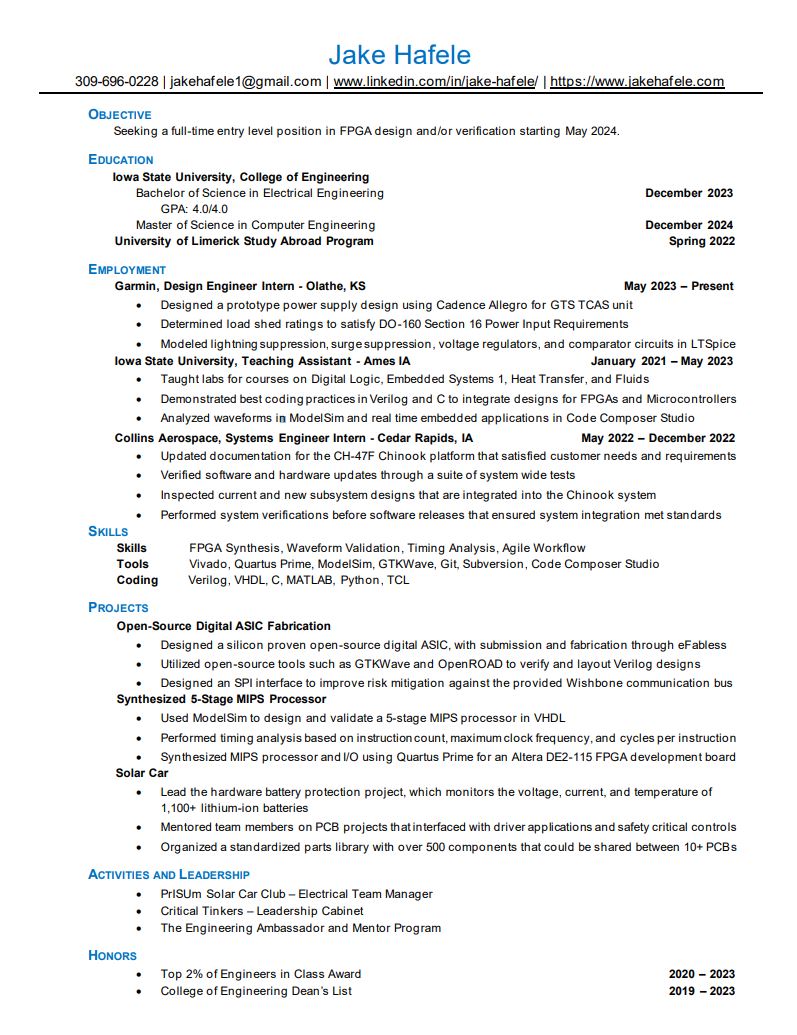 Jake Hafele
309-696-0228 | jakehafele1@gmail.com | www.linkedin.com/in/jake-hafele/ | https://www.jakehafele.com
OBJECTIVE
Seeking a full-time entry level position in FPGA design and/or verification starting May 2024.
EDUCATION
Iowa State University, College of Engineering
Bachelor of Science in Electrical Engineering December 2023
GPA: 4.0/4.0
Master of Science in Computer Engineering December 2024
University of Limerick Study Abroad Program Spring 2022
EMPLOYMENT
Garmin, Design Engineer Intern - Olathe, KS May 2023 – Present
• Designed a prototype power supply design using Cadence Allegro for GTS TCAS unit
• Determined load shed ratings to satisfy DO-160 Section 16 Power Input Requirements
• Modeled lightning suppression, surge suppression, voltage regulators, and comparator circuits in LTSpice
Iowa State University, Teaching Assistant - Ames IA January 2021 – May 2023
• Taught labs for courses on Digital Logic, Embedded Systems 1, Heat Transfer, and Fluids
• Demonstrated best coding practices in Verilog and C to integrate designs for FPGAs and Microcontrollers
• Analyzed waveforms in ModelSim and real time embedded applications in Code Composer Studio
Collins Aerospace, Systems Engineer Intern - Cedar Rapids, IA May 2022 – December 2022
• Updated documentation for the CH-47F Chinook platform that satisfied customer needs and requirements
• Verified software and hardware updates through a suite of system wide tests
• Inspected current and new subsystem designs that are integrated into the Chinook system
• Performed system verifications before software releases that ensured system integration met standards
SKILLS
Skills FPGA Synthesis, Waveform Validation, Timing Analysis, Agile Workflow
Tools Vivado, Quartus Prime, ModelSim, GTKWave, Git, Subversion, Code Composer Studio
Coding Verilog, VHDL, C, MATLAB, Python, TCL
PROJECTS
Open-Source Digital ASIC Fabrication
• Designed a silicon proven open-source digital ASIC, with submission and fabrication through eFabless
• Utilized open-source tools such as GTKWave and OpenROAD to verify and layout Verilog designs
• Designed an SPI interface to improve risk mitigation against the provided Wishbone communication bus
Synthesized 5-Stage MIPS Processor
• Used ModelSim to design and validate a 5-stage MIPS processor in VHDL
• Performed timing analysis based on instruction count, maximum clock frequency, and cycles per instruction
• Synthesized MIPS processor and I/O using Quartus Prime for an Altera DE2-115 FPGA development board
Solar Car
• Lead the hardware battery protection project, which monitors the voltage, current, and temperature of
1,100+ lithium-ion batteries
• Mentored team members on PCB projects that interfaced with driver applications and safety critical controls
• Organized a standardized parts library with over 500 components that could be shared between 10+ PCBs
ACTIVITIES AND LEADERSHIP
• PrISUm Solar Car Club – Electrical Team Manager
• Critical Tinkers – Leadership Cabinet
• The Engineering Ambassador and Mentor Program
HONORS
• Top 2% of Engineers in Class Award 2020 – 2023
• College of Engineering Dean's List 2019 – 2023